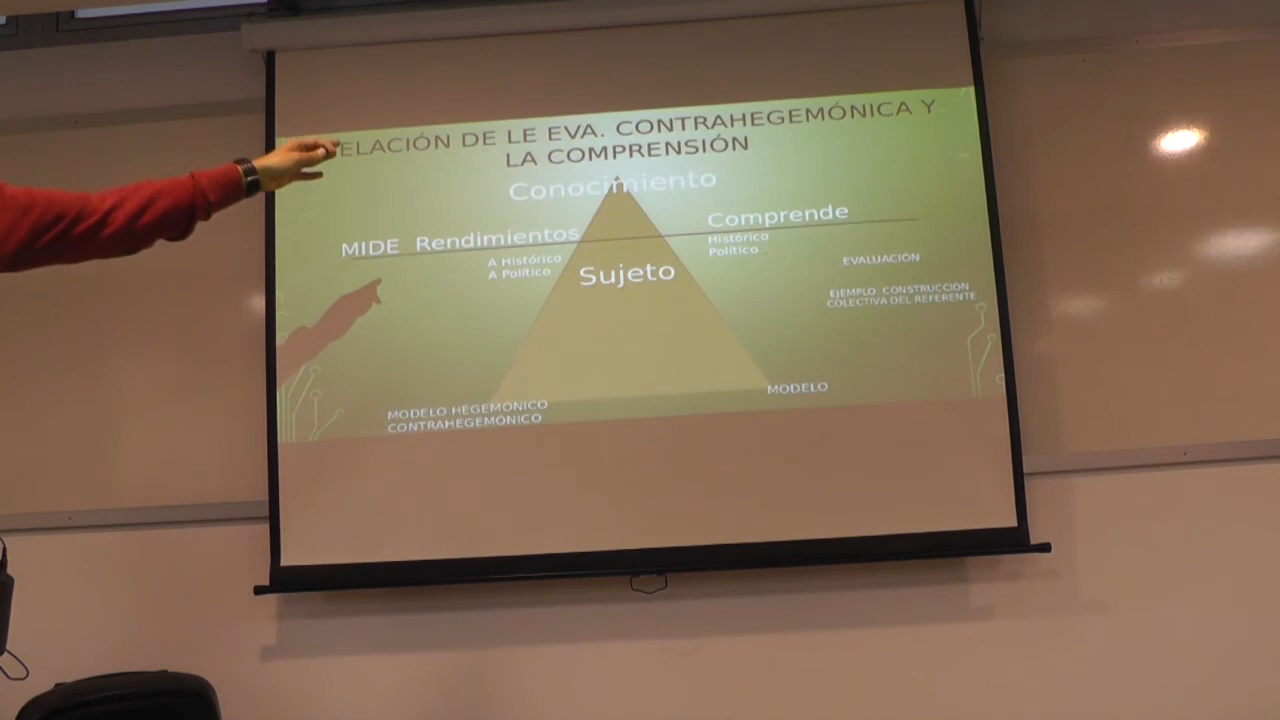 ELACIÓN DE LE EVA. CONTRAHEGEMÓNICA Y
LA COMPRENSIÓN
Conocimiento
MIDE Rendimientos
Comprende
A Histórico
A Político
Histórico
Político
Sujeto
EVALUACIÓN
EJEMPLO CONSTRUCCIÓN
COLECTIVA DEL REFERENTE
MODELO HEGEMÓNICO
CONTRAHEGEMÓNICO
MODELO